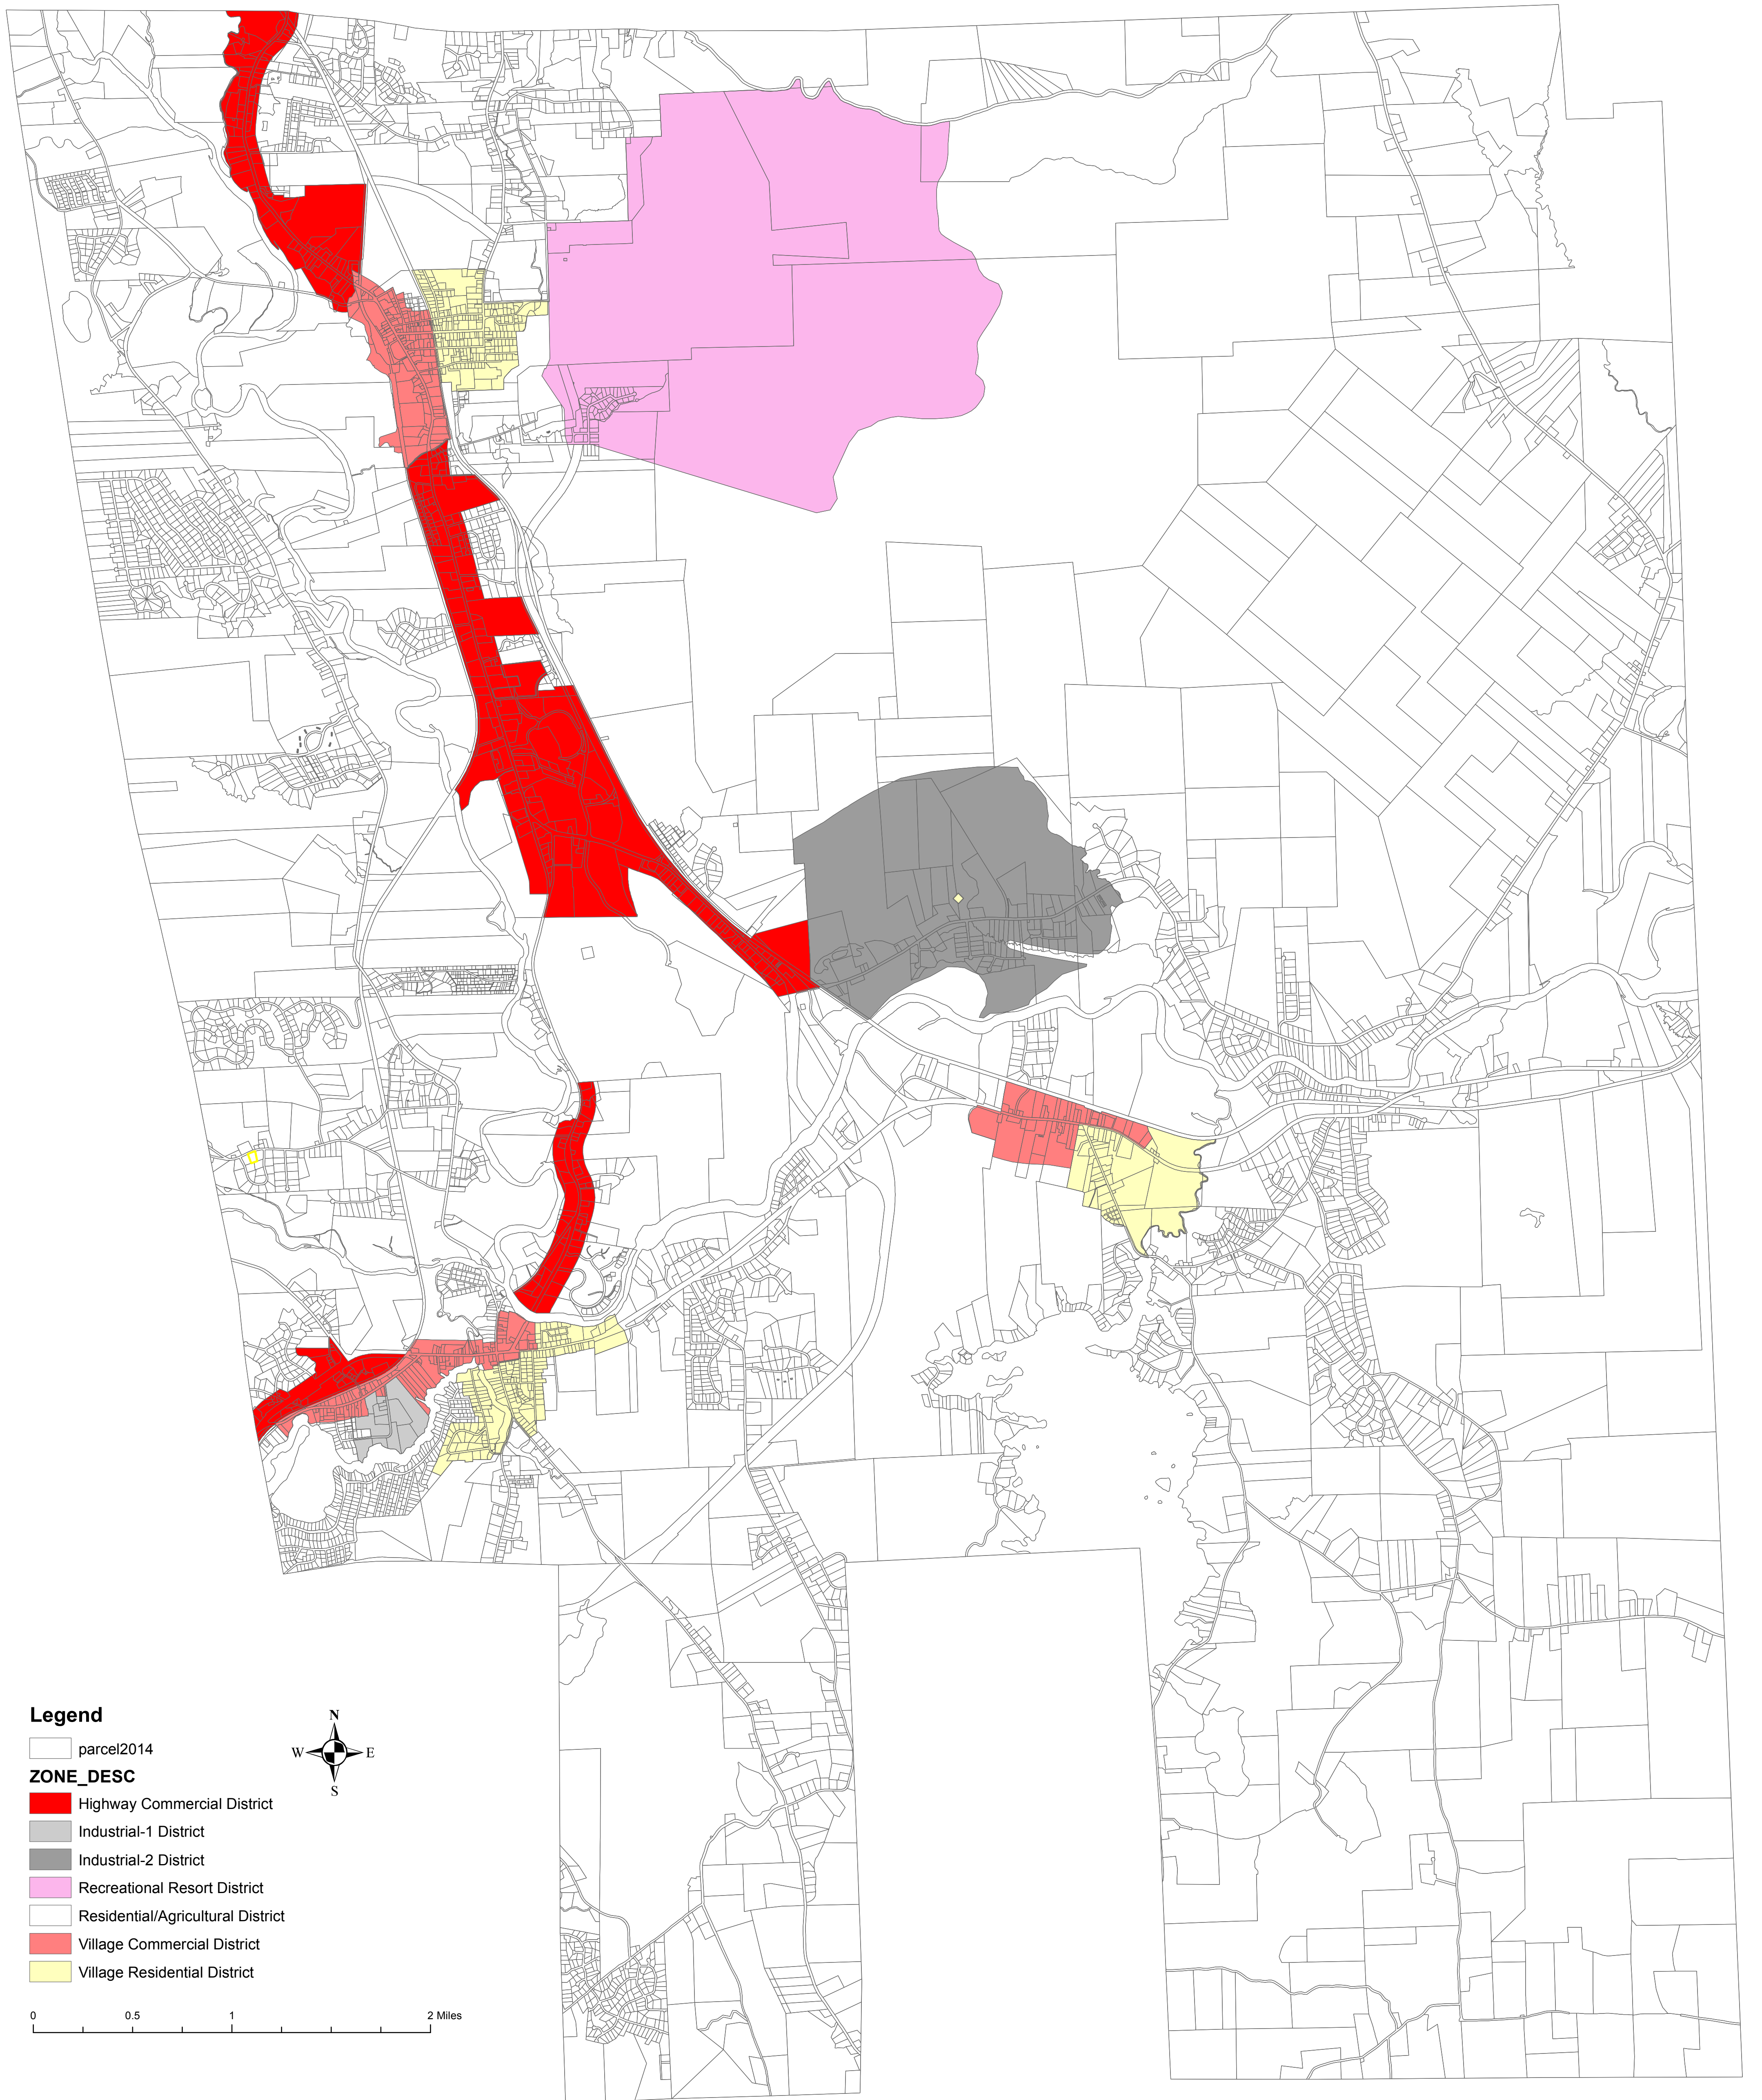 Legend
parcel2014
ZONE_DESC
Highway Commercial District
Industrial-1 District
Industrial-2 District
Recreational Resort District
Residential/Agricultural District
Village Commercial District
Village Residential District
N
W E
S
0 0.5 1 2 Miles